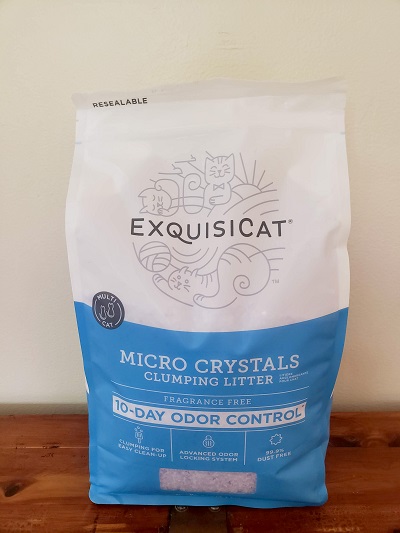 RESEALABLE
EXQUISICAT®
™
MULTI
CAT
MICRO CRYSTALS
CLUMPING LITTER
FRAGRANCE FREE
10-DAY ODOR CONTROL
CLUMPING FOR
EASY CLEAN-UP
ADVANCED ODOR
LOCKING SYSTEM
99.9%
DUST FREE